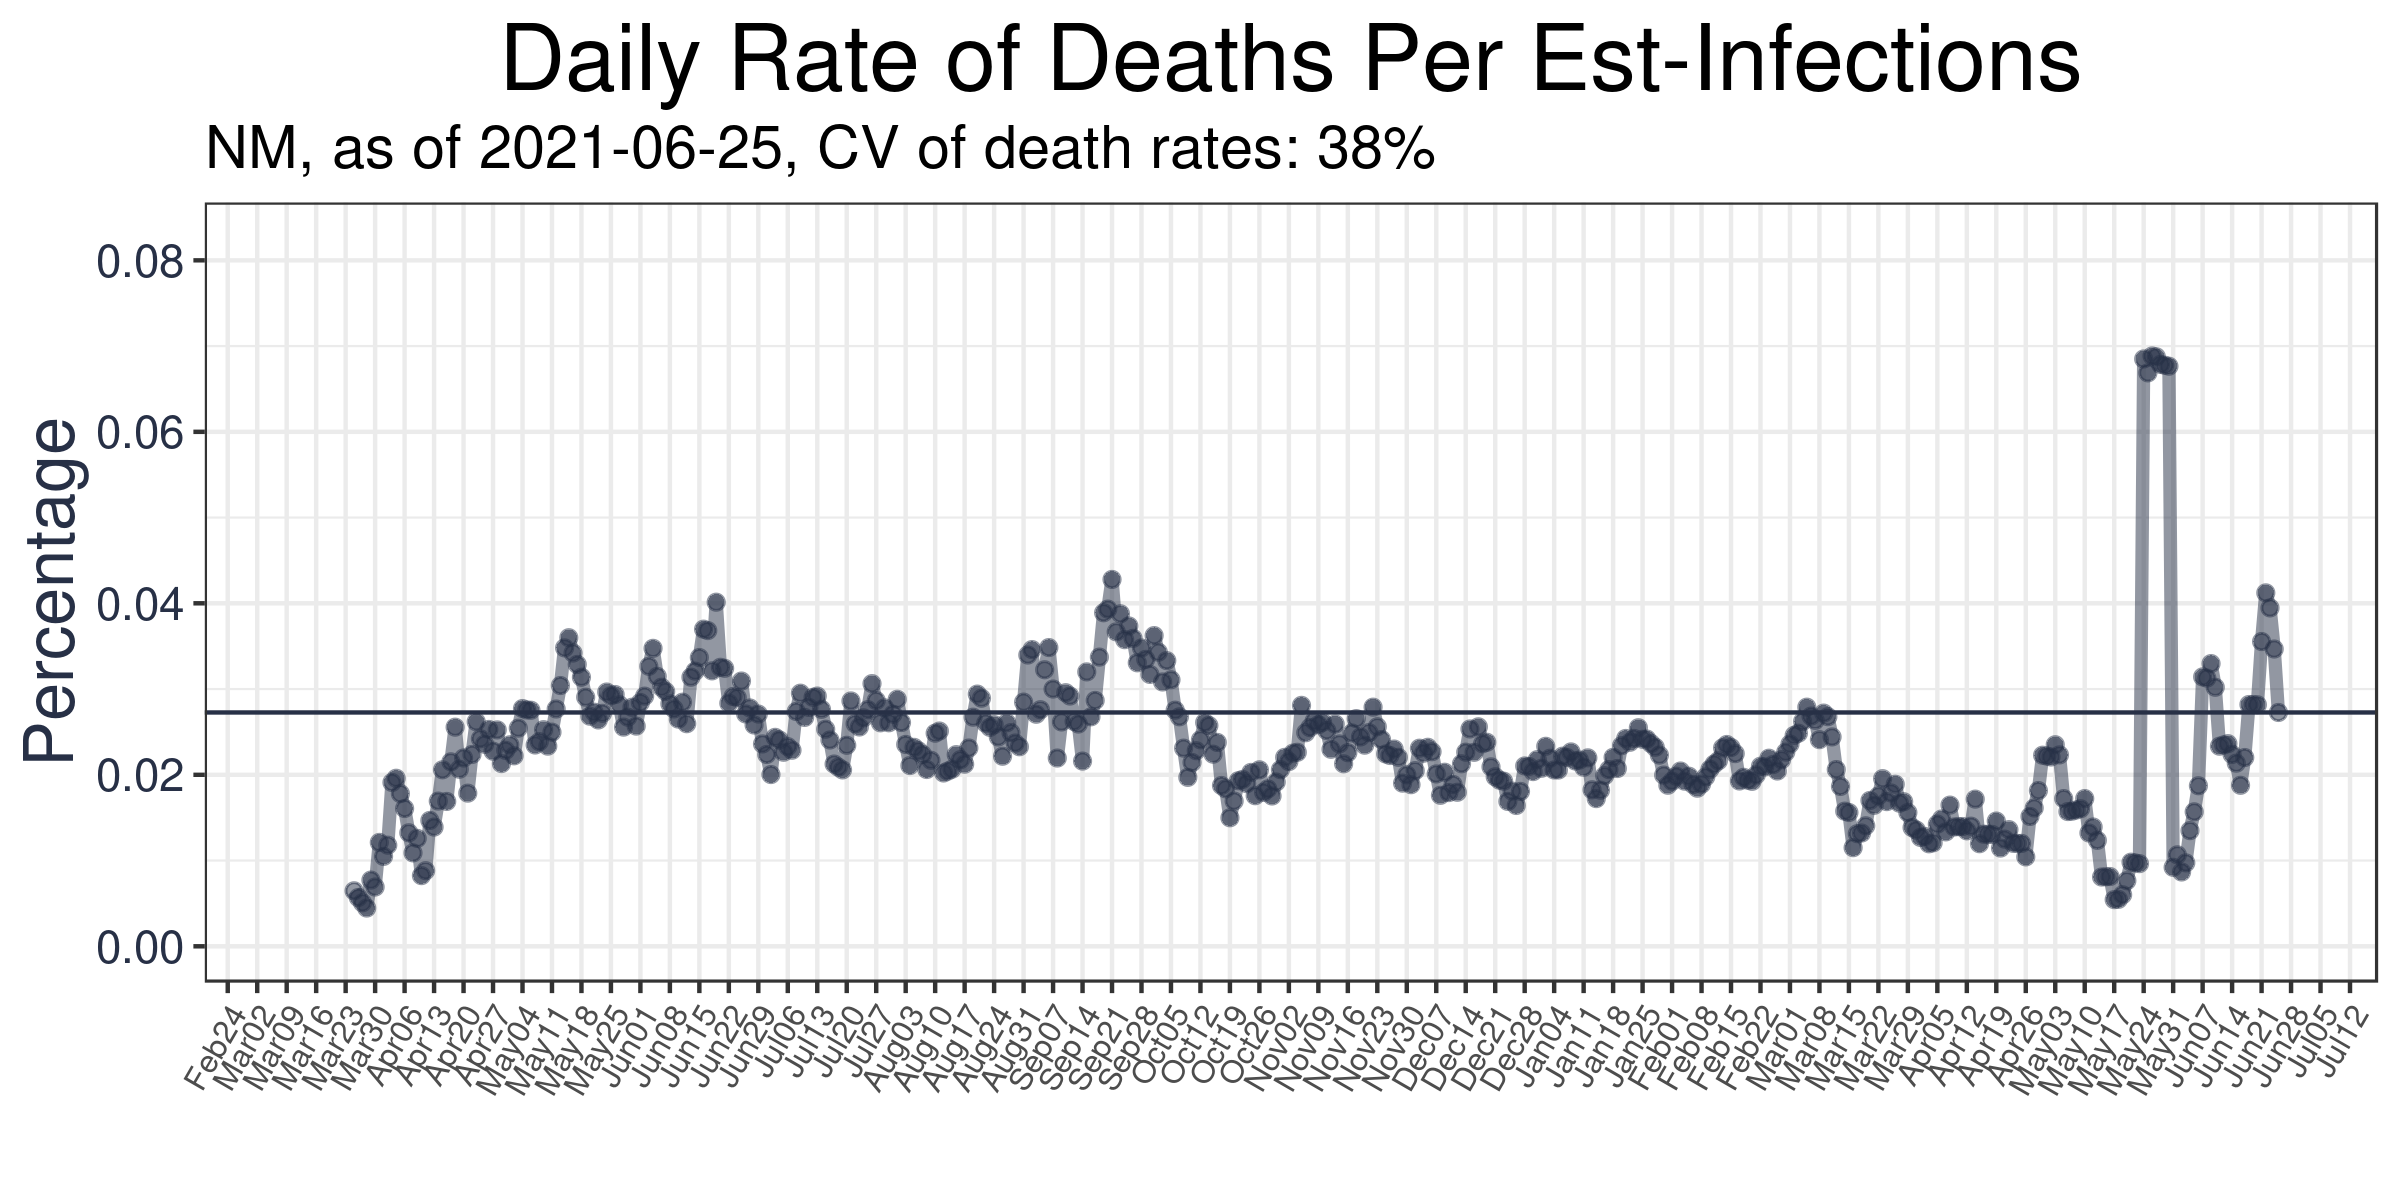 Daily Rate of Deaths Per Est-Infections
NM, as of 2021-06-25, CV of death rates: 38%
Percentage
0.08
0.06
0.04
0.02
0.00
Feb24
Mar02
Mar09
Mar16
Mar23
Mar30
Apr06
Apr13
Apr20
Apr27
May04
May11
May18
May25
Jun01
Jun08
Jun15
Jun22
Jun29
Jul06
Jul13
Jul20
Jul27
Aug03
Aug10
Aug17
Aug24
Aug31
Sep07
Sep14
Sep21
Sep28
Oct05
Oct12
Oct19
Oct26
Nov02
Nov09
Nov16
Nov23
Nov30
Dec07
Dec14
Dec21
Dec28
Jan04
Jan11
Jan18
Jan25
Feb01
Feb08
Feb15
Feb22
Mar01
Mar08
Mar15
Mar22
Mar29
Apr05
Apr12
Apr19
Apr26
May03
May10
May17
May24
May31
Jun07
Jun14
Jun21
Jun28
Jul05
Jul12